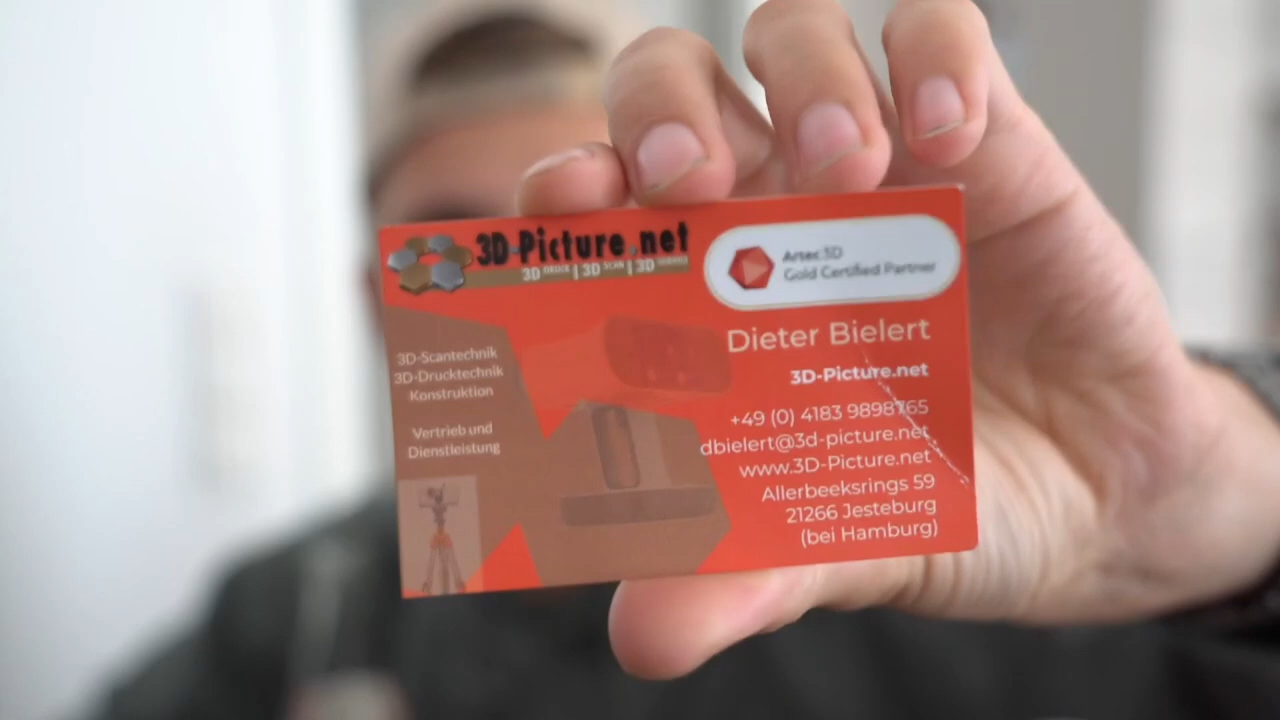 3D-Picture.net
3D DRUCK | 3D SCAN | 3D SERVICE
Artec 3D
Gold Certified Partner
Dieter Bielert
3D-Picture.net
3D-Scantechnik
3D-Drucktechnik
Konstruktion
Vertrieb und
Dienstleistung
+49 (0) 4183 9898765
dbielert@3d-picture.net
www.3D-Picture.net
Allerbeeksrings 59
21266 Jesteburg
(bei Hamburg)